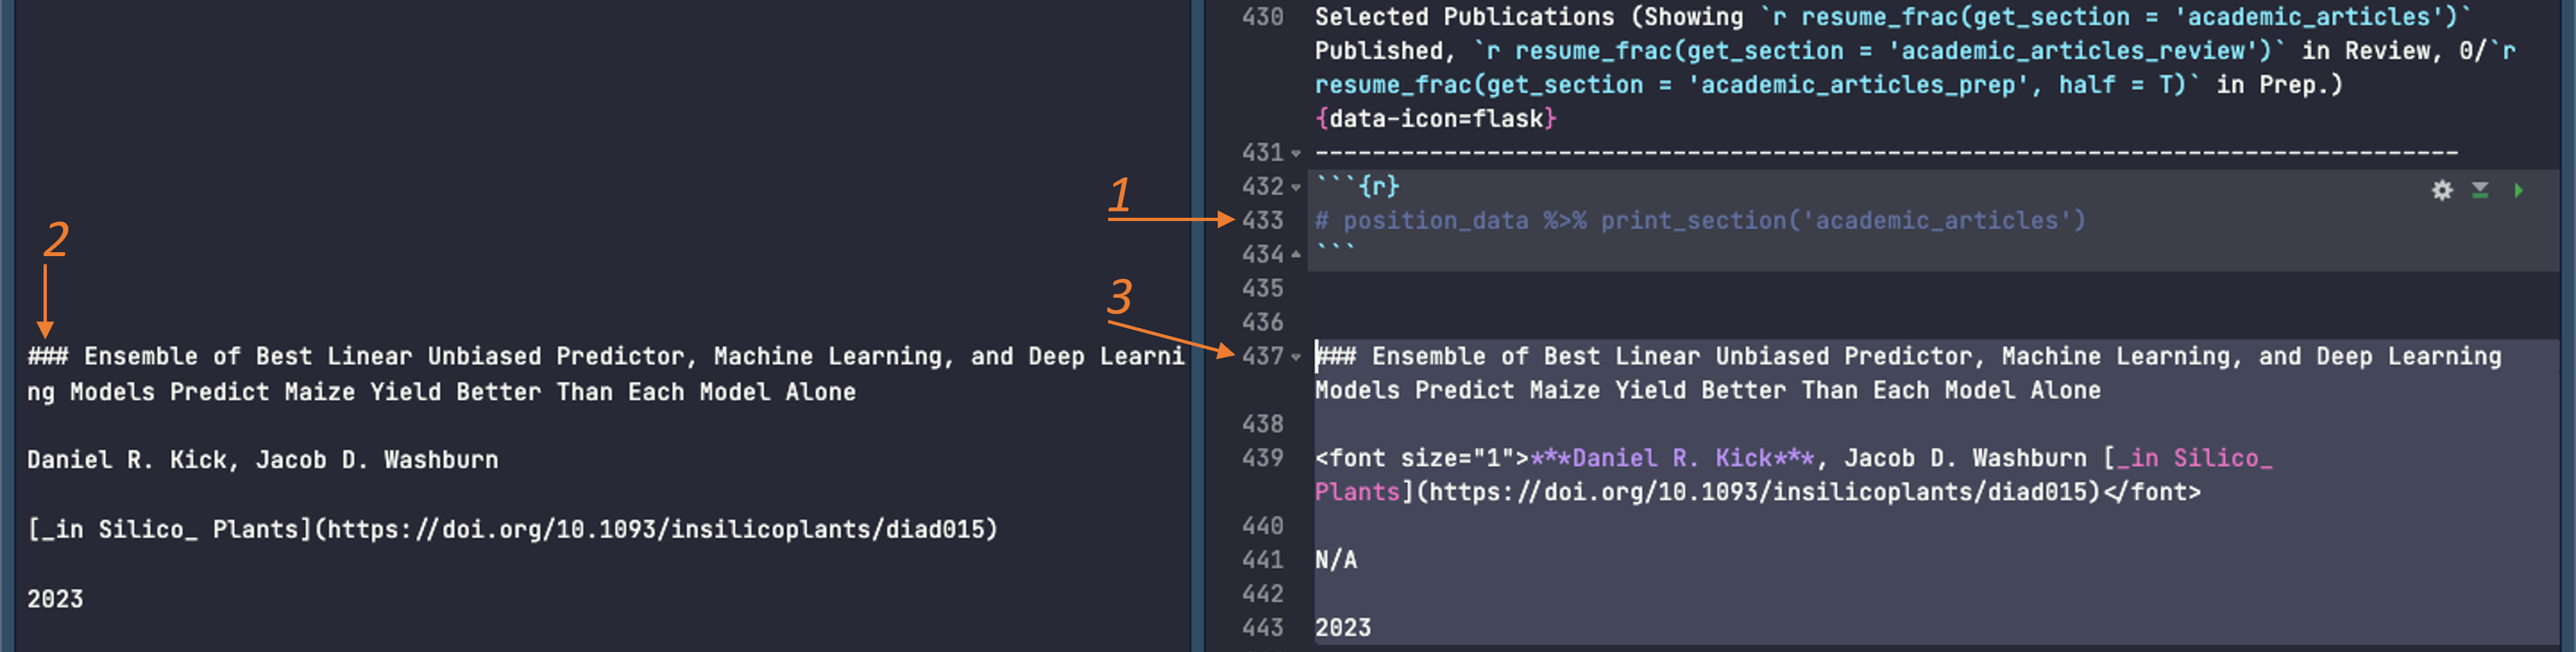 1
2
3
### Ensemble of Best Linear Unbiased Predictor, Machine Learning, and Deep Learni
ng Models Predict Maize Yield Better Than Each Model Alone
Daniel R. Kick, Jacob D. Washburn
[_in Silico_ Plants](https://doi.org/10.1093/insilicoplants/diad015)
2023
430 Selected Publications (Showing `r resume_frac(get_section = 'academic_articles')`
Published, `r resume_frac(get_section = 'academic_articles_review')` in Review, 0/`r
resume_frac(get_section = 'academic_articles_prep', half = T)` in Prep.)
{data-icon=flask}
431 --------------------------------------------------------------------------------
432 ```{r}
433 # position_data %>% print_section('academic_articles')
434 ```
435
436
437 ### Ensemble of Best Linear Unbiased Predictor, Machine Learning, and Deep Learning
Models Predict Maize Yield Better Than Each Model Alone
438
439 <font size="1">***Daniel R. Kick***, Jacob D. Washburn [_in Silico_
Plants](https://doi.org/10.1093/insilicoplants/diad015)</font>
440
441 N/A
442
443 2023